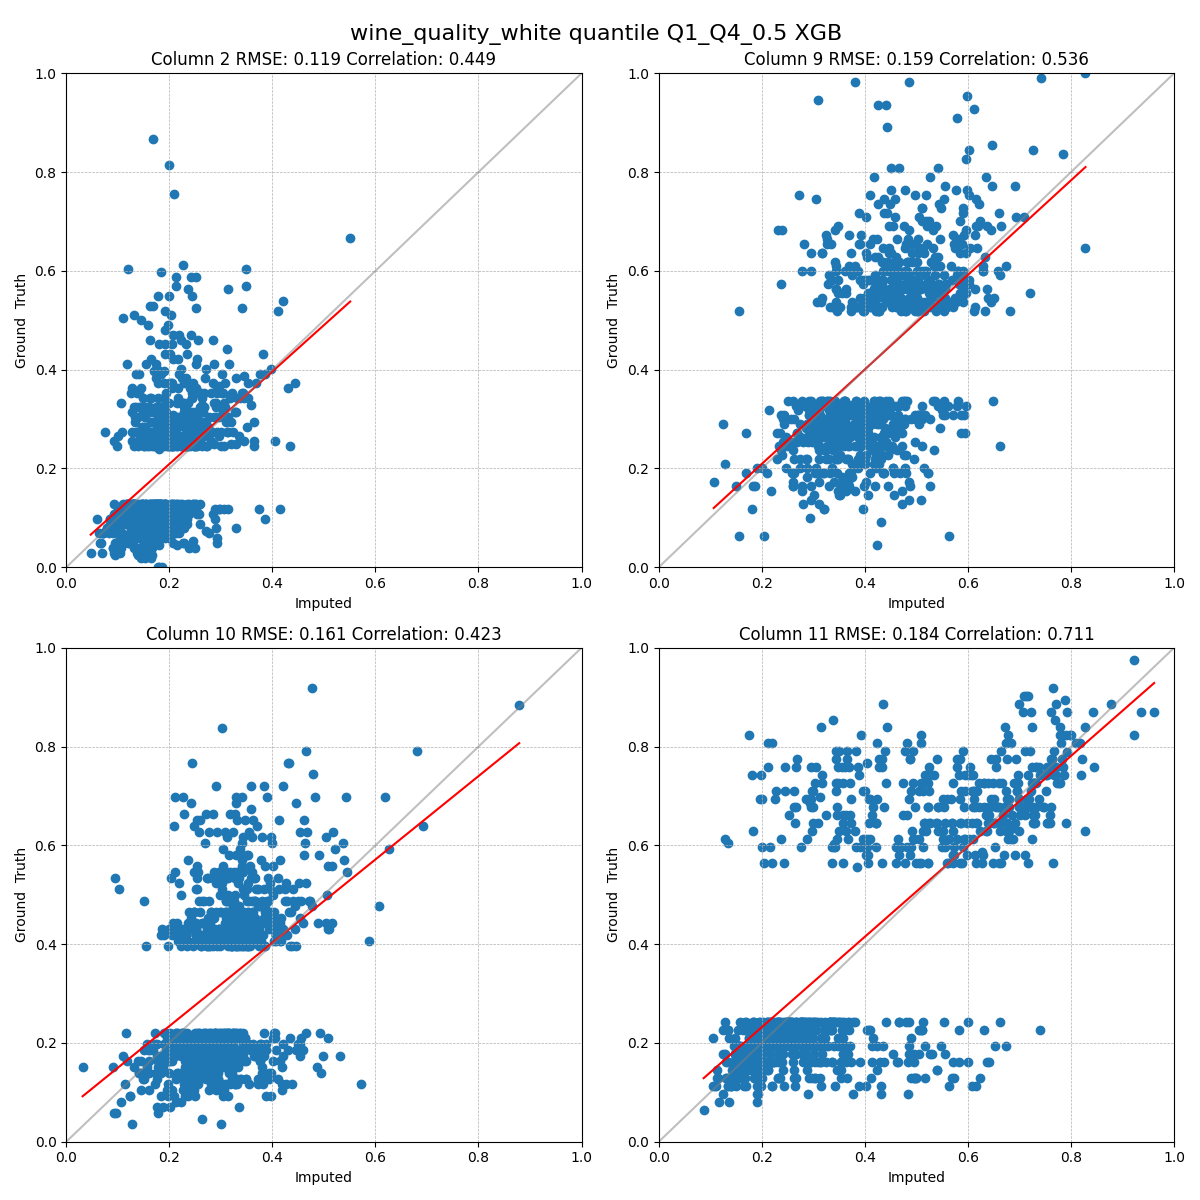 wine_quality_white quantile Q1_Q4_0.5 XGB
Column 2 RMSE: 0.119 Correlation: 0.449
Column 9 RMSE: 0.159 Correlation: 0.536
1.0
0.8
0.6
0.4
0.2
0.0
Ground Truth
0.0 0.2 0.4 0.6 0.8 1.0
Imputed
1.0
0.8
0.6
0.4
0.2
0.0
Ground Truth
0.0 0.2 0.4 0.6 0.8 1.0
Imputed
Column 10 RMSE: 0.161 Correlation: 0.423
Column 11 RMSE: 0.184 Correlation: 0.711
1.0
0.8
0.6
0.4
0.2
0.0
Ground Truth
0.0 0.2 0.4 0.6 0.8 1.0
Imputed
1.0
0.8
0.6
0.4
0.2
0.0
Ground Truth
0.0 0.2 0.4 0.6 0.8 1.0
Imputed